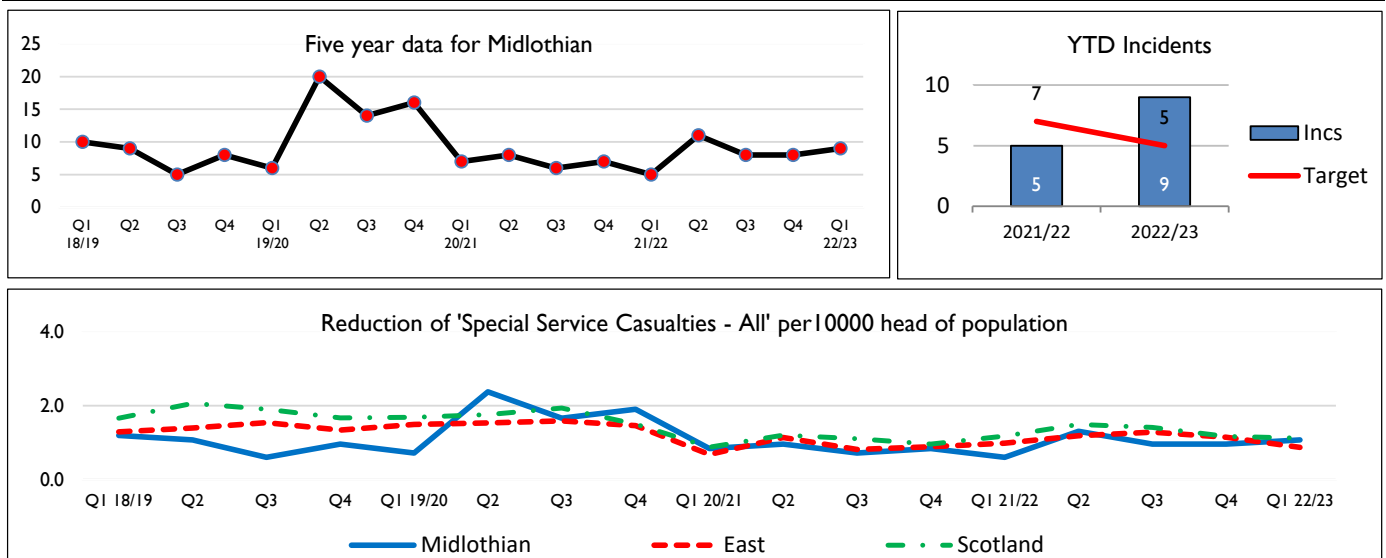 Five year data for Midlothian
25
20
15
10
5
0
Q1 Q2 Q3 Q4 Q1 Q2 Q3 Q4 Q1 Q2 Q3 Q4 Q1 Q2 Q3 Q4 Q1
18/19 19/20 20/21 21/22 22/23
YTD Incidents
10
5
0
7
5
5
9
2021/22 2022/23
Incs
Target
Reduction of 'Special Service Casualties - All' per10000 head of population
4.0
2.0
0.0
Q1 18/19 Q2 Q3 Q4 Q1 19/20 Q2 Q3 Q4 Q1 20/21 Q2 Q3 Q4 Q1 21/22 Q2 Q3 Q4 Q1 22/23
Midlothian East Scotland